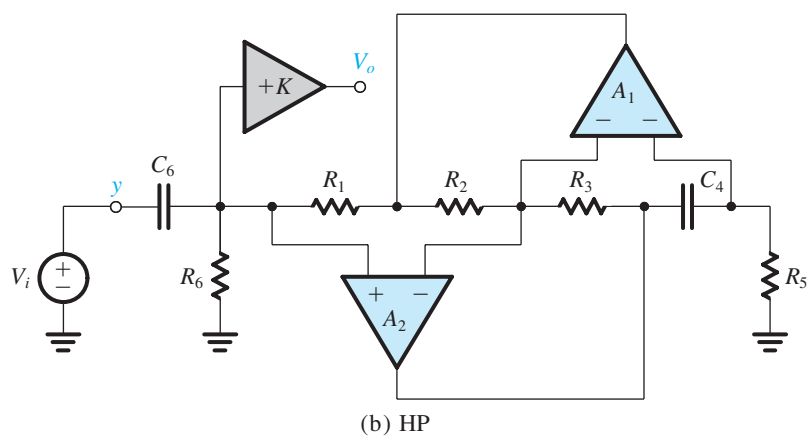 V_o
+K
A_1
− −
C_6
y
R_1
R_2
R_3
C_4
V_i
+
−
R_6
+ −
A_2
R_5
(b) HP